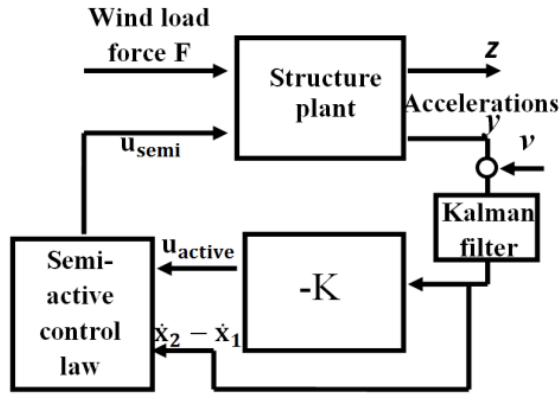 Wind load
force F
Structure
plant
z
Accelerations
y
v
u_semi
Kalman
filter
Semi-
active
control
law
u_active
-K
ẋ₂ − ẋ₁